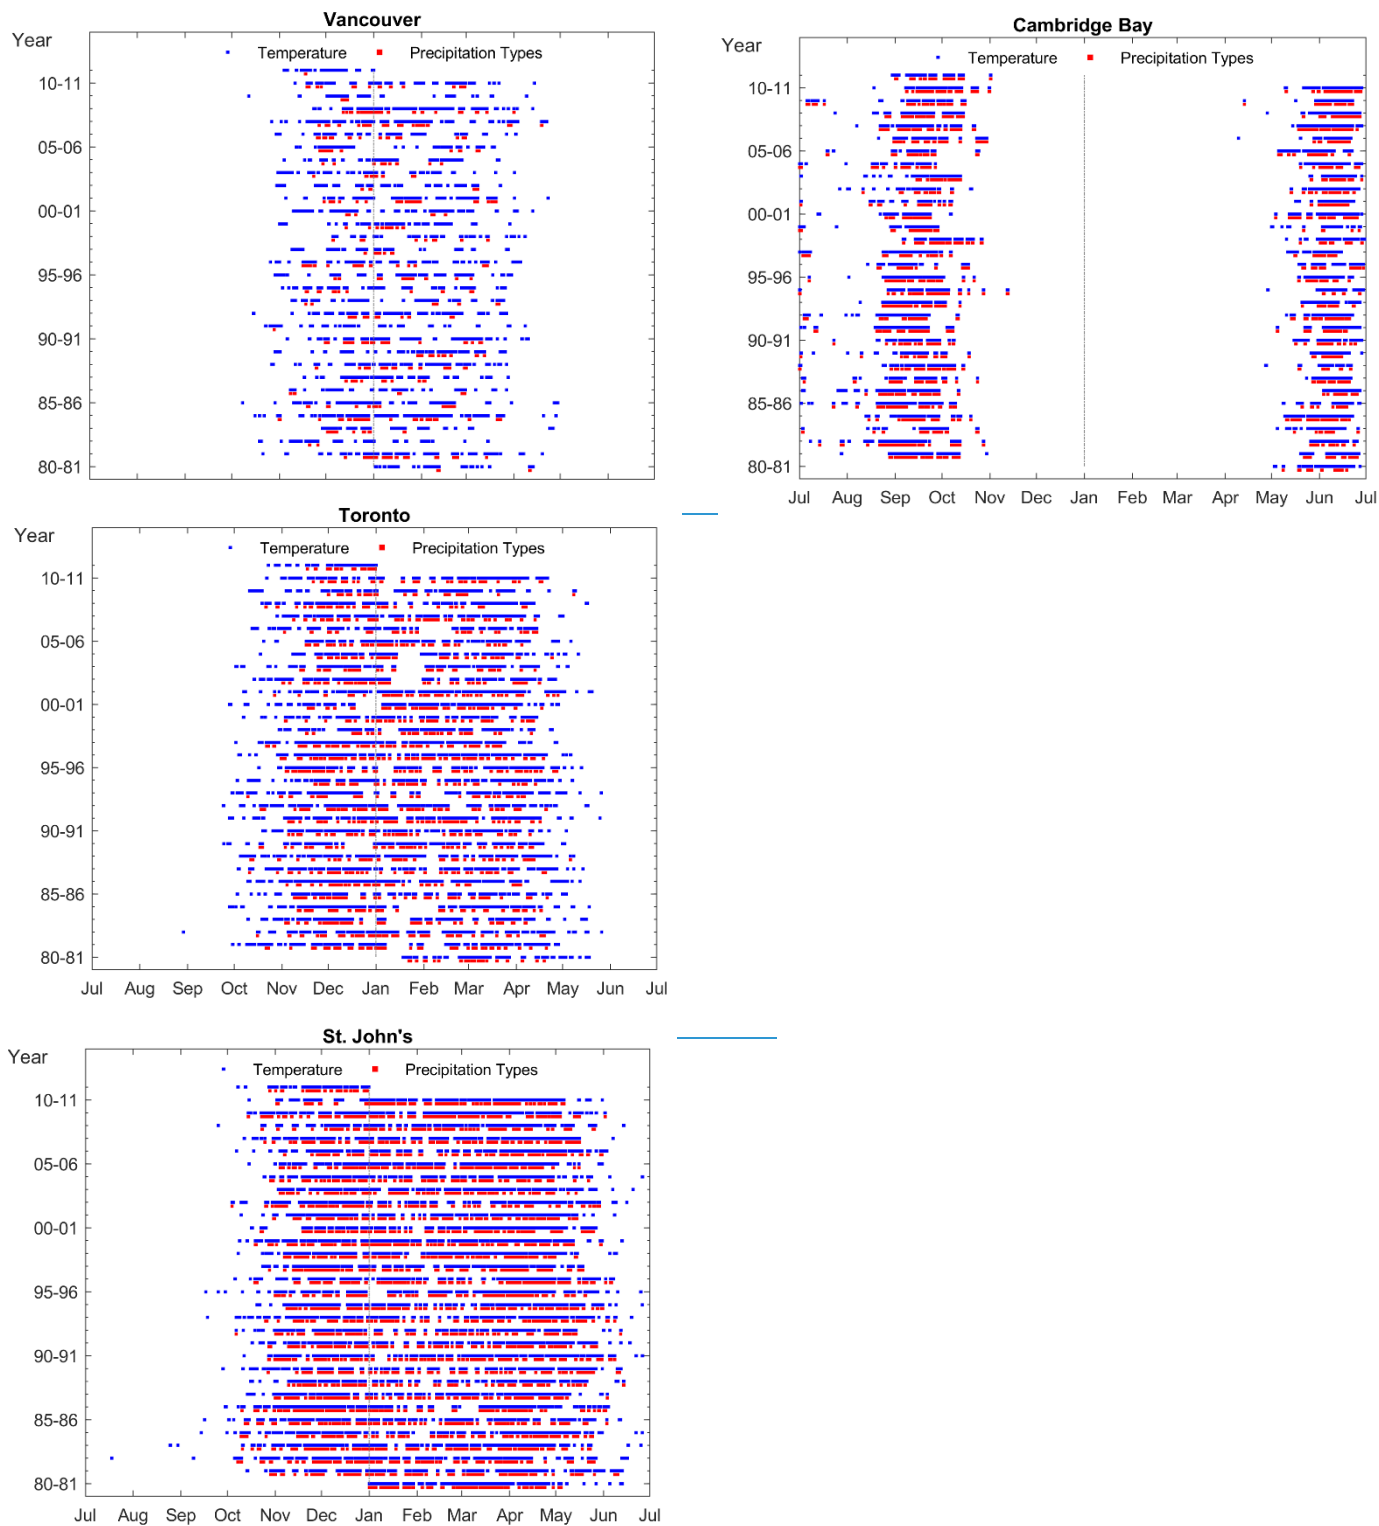 Vancouver
Year
Temperature Precipitation Types
10-11
05-06
00-01
95-96
90-91
85-86
80-81
Cambridge Bay
Year
Temperature Precipitation Types
10-11
05-06
00-01
95-96
90-91
85-86
80-81
Jul Aug Sep Oct Nov Dec Jan Feb Mar Apr May Jun Jul
Toronto
Year
Temperature Precipitation Types
10-11
05-06
00-01
95-96
90-91
85-86
80-81
Jul Aug Sep Oct Nov Dec Jan Feb Mar Apr May Jun Jul
St. John's
Year
Temperature Precipitation Types
10-11
05-06
00-01
95-96
90-91
85-86
80-81
Jul Aug Sep Oct Nov Dec Jan Feb Mar Apr May Jun Jul